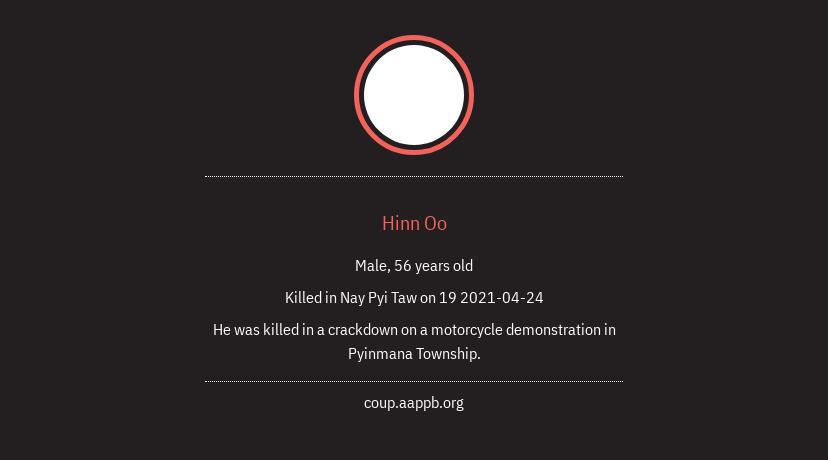 Hinn Oo
Male, 56 years old
Killed in Nay Pyi Taw on 19 2021-04-24
He was killed in a crackdown on a motorcycle demonstration in
Pyinmana Township.
coup.aappb.org